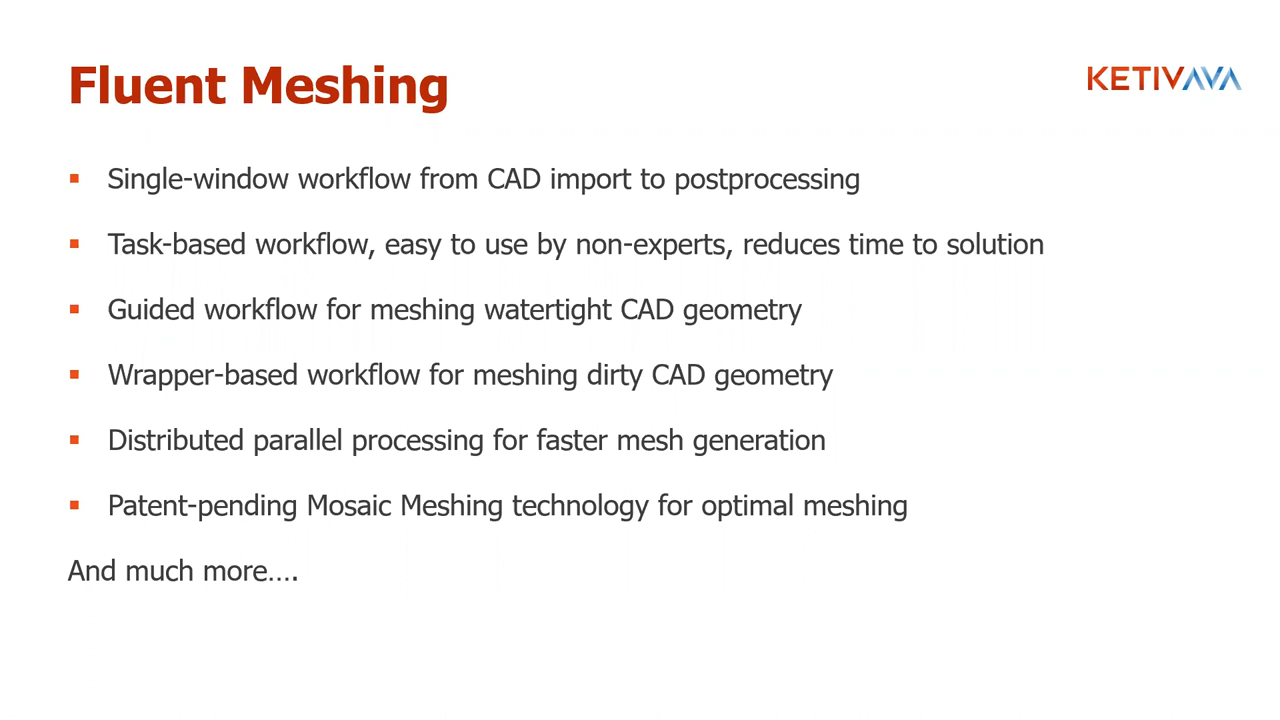 Fluent Meshing
KETIVAVA
Single-window workflow from CAD import to postprocessing
Task-based workflow, easy to use by non-experts, reduces time to solution
Guided workflow for meshing watertight CAD geometry
Wrapper-based workflow for meshing dirty CAD geometry
Distributed parallel processing for faster mesh generation
Patent-pending Mosaic Meshing technology for optimal meshing
And much more....